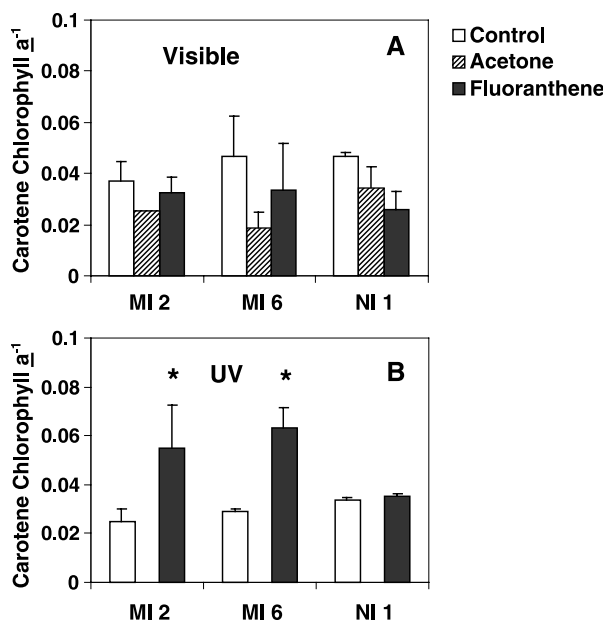 Carotene Chlorophyll a-1
0.1
0.08
0.06
0.04
0.02
0
Visible
A
MI 2
MI 6
NI 1
Control
Acetone
Fluoranthene
Carotene Chlorophyll a-1
0.1
0.08
0.06
0.04
0.02
0
* UV *
B
MI 2
MI 6
NI 1